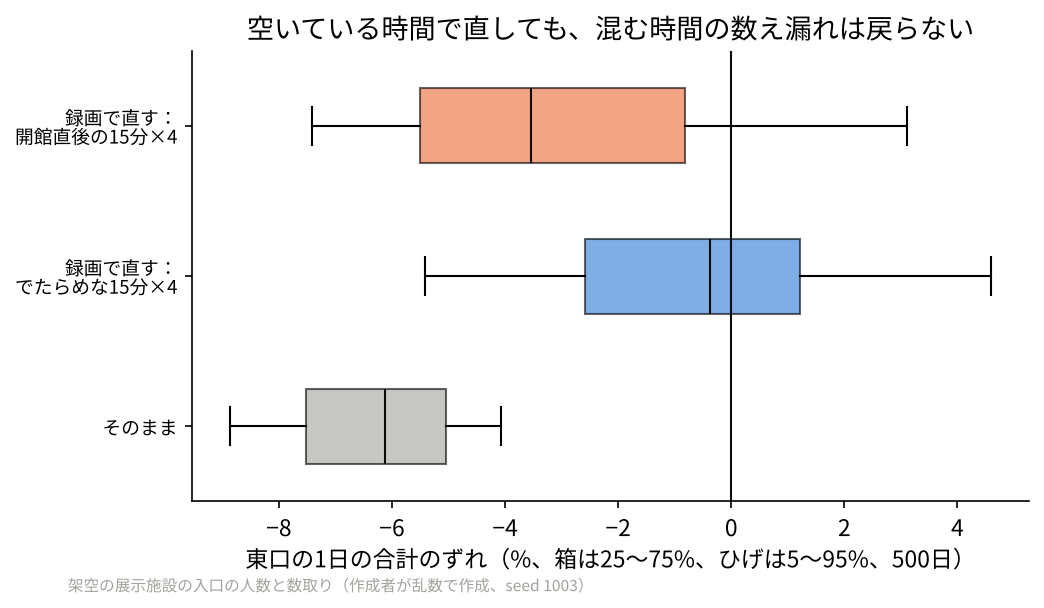 空いている時間で直しても、混む時間の数え漏れは戻らない
録画で直す：
開館直後の15分×4
録画で直す：
でたらめな15分×4
そのまま
−8 −6 −4 −2 0 2 4
東口の1日の合計のずれ（%、箱は25〜75%、ひげは5〜95%、500日）
架空の展示施設の入口の人数と数取り（作成者が乱数で作成、seed 1003）